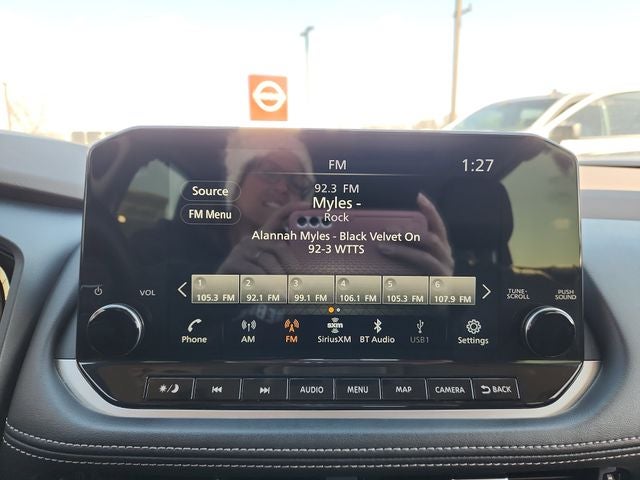 FM
1:27
Source
FM Menu
92.3 FM
Myles -
Rock
Alannah Myles - Black Velvet On
92-3 WTTS
1 2 3 4 5 6
105.3 FM 92.1 FM 99.1 FM 106.1 FM 105.3 FM 107.9 FM
VOL
TUNE-
SCROLL
PUSH
SOUND
sxm
Phone AM FM SiriusXM BT Audio USB1 Settings
AUDIO MENU MAP CAMERA BACK